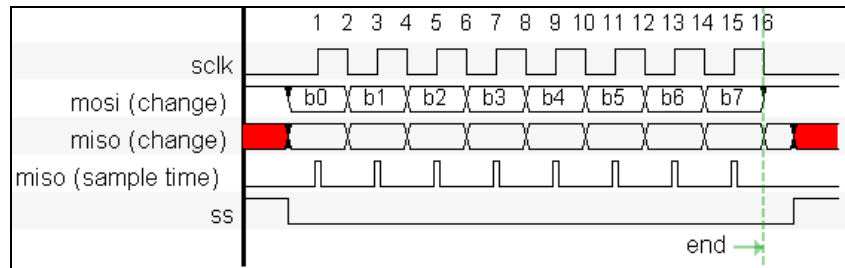 1 2 3 4 5 6 7 8 9 10 11 12 13 14 15 16
sclk
mosi (change) b0 b1 b2 b3 b4 b5 b6 b7
miso (change)
miso (sample time)
ss
end